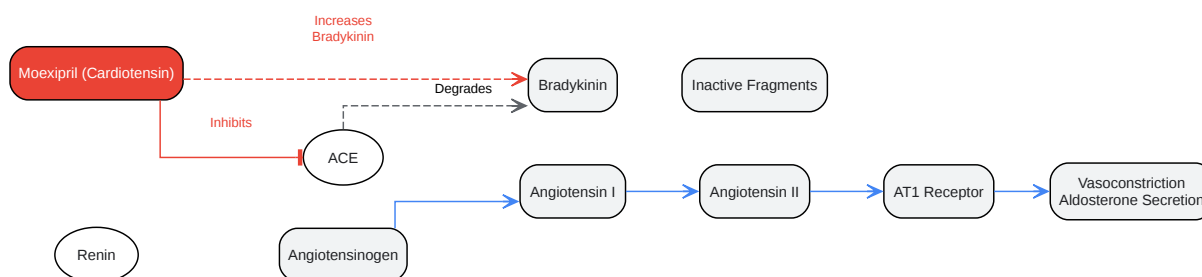 Increases
Bradykinin
Moexipril (Cardiotensin)
Bradykinin
Inactive Fragments
Degrades
Inhibits
ACE
Angiotensin I
Angiotensin II
AT1 Receptor
Vasoconstriction
Aldosterone Secretion
Renin
Angiotensinogen